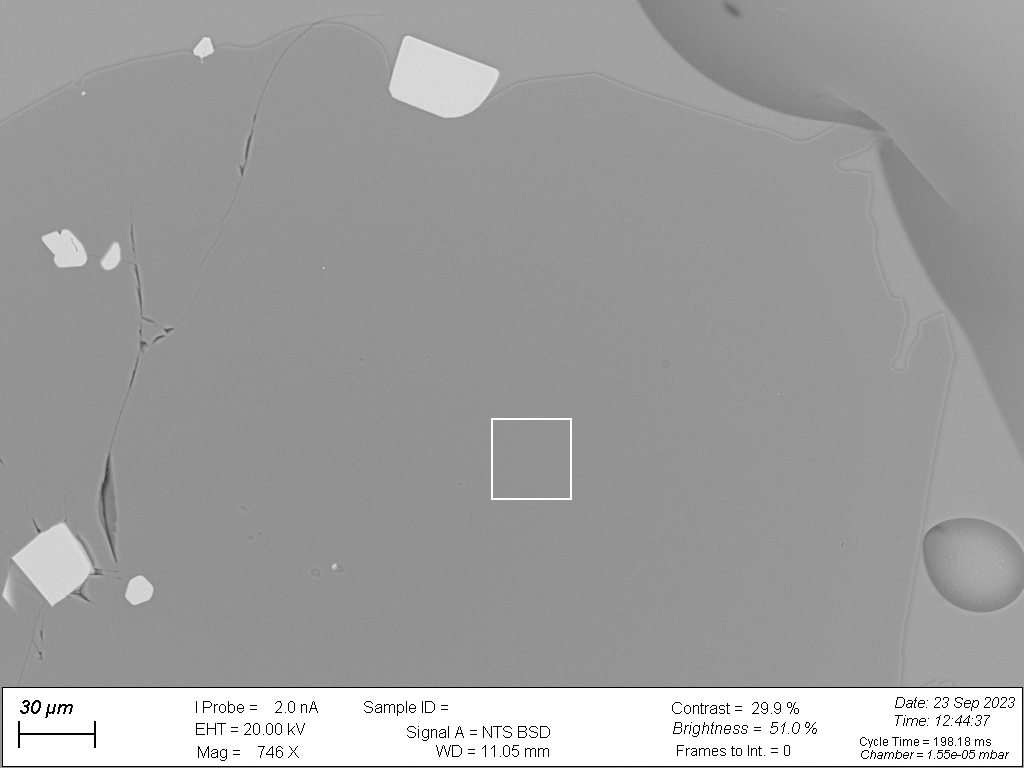 30 µm
I Probe = 2.0 nA
EHT = 20.00 kV
Mag = 746 X
Sample ID =
Signal A = NTS BSD
WD = 11.05 mm
Contrast = 29.9 %
Brightness = 51.0 %
Frames to Int. = 0
Date: 23 Sep 2023
Time: 12:44:37
Cycle Time = 198.18 ms
Chamber = 1.55e-05 mbar